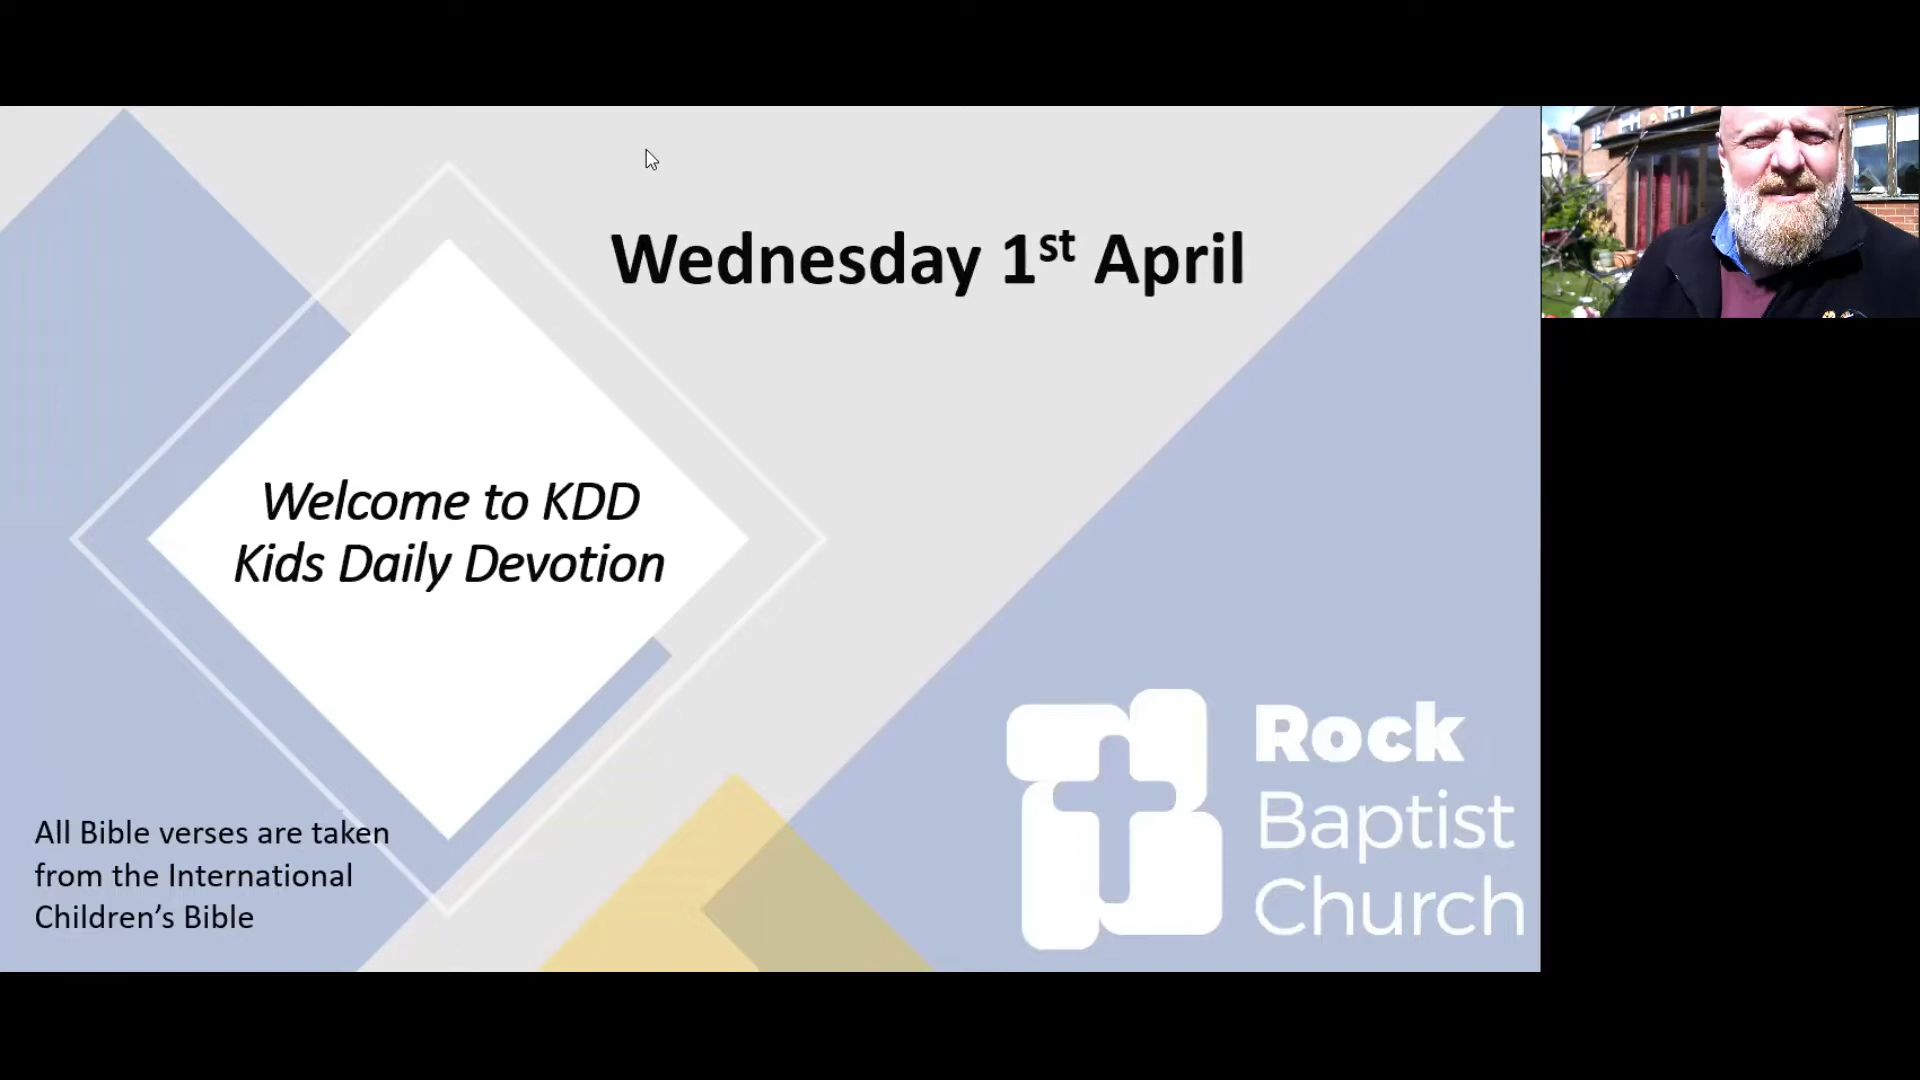 Wednesday 1st April
Welcome to KDD
Kids Daily Devotion
All Bible verses are taken
from the International
Children’s Bible
Rock
Baptist
Church